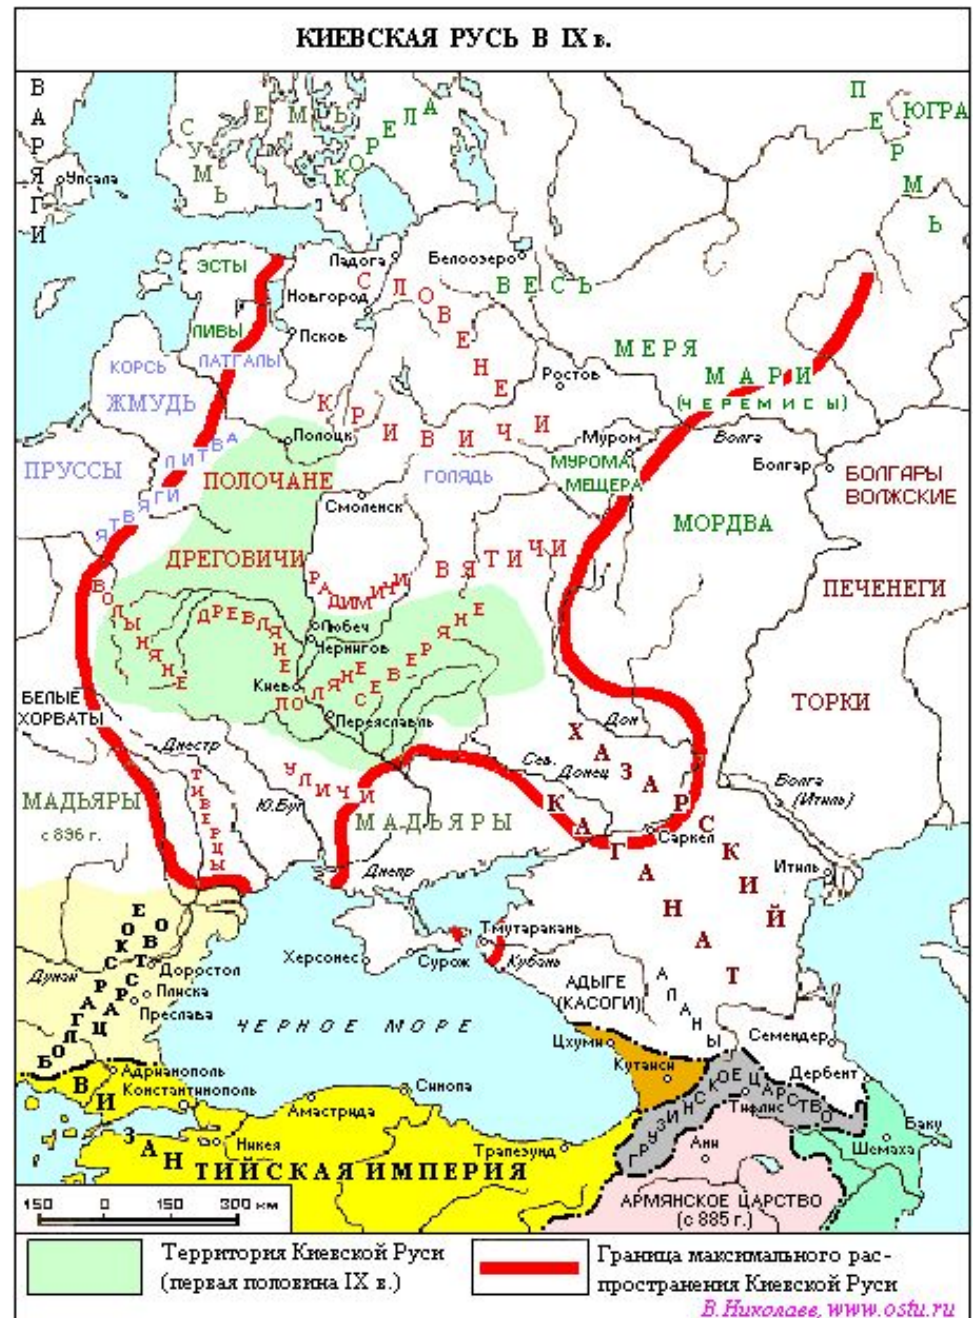 КИЕВСКАЯ РУСЬ В IX в.
ВАРЯГИ
Упсала
СУМЬ
ЕМЬ
КОРЕЛА
ПЕРМЬ
ЮГРА
ЭСТЫ
Ладога
Белоозеро
ВЕСЬ
Новгород
СЛОВЕНЕ
ЛИВЫ
Псков
ЛАТГАЛЫ
КОРСЬ
МЕРЯ
Ростов
МАРИ
(ЧЕРЕМИСЫ)
ЖМУДЬ
КРИВИЧИ
Полоцк
Муром
Волга
ЛИТВА
ПРУССЫ
ПОЛОЧАНЕ
ГОЛЯДЬ
МУРОМА
МЕЩЕРА
Болгар
БОЛГАРЫ
ВОЛЖСКИЕ
ЯТВЯГИ
Смоленск
МОРДВА
ДРЕГОВИЧИ
РАДИМИЧИ
ВЯТИЧИ
ПЕЧЕНЕГИ
ВОЛЫНЯНЕ
ДРЕВЛЯНЕ
Любеч
Чернигов
СЕВЕРЯНЕ
Киев
ПОЛЯНЕ
Переяславль
БЕЛЫЕ
ХОРВАТЫ
ТОРКИ
Днестр
Дон
ХАЗАРСКИЙ
УЛИЧИ
Сев.
Донец
Волга
(Итиль)
ТИВЕРЦЫ
Ю.Буг
МАДЬЯРЫ
с 896 г.
МАДЬЯРЫ
КАГАНАТ
Саркел
Днепр
Итиль
Дунай
Доростол
Плиска
Преслава
БОЛГАРСКОЕ
ЦАРСТВО
Херсонес
Сурож
Тмутаракань
Кубань
АДЫГЕ
(КАСОГИ)
АЛАНЫ
ЧЕРНОЕ МОРЕ
Цхуми
Семендер
Кутаиси
Дербент
Адрианополь
Константинополь
Синопа
Амастрида
ГРУЗИНСКОЕ ЦАРСТВО
Тифлис
Баку
Шемаха
Никея
Трапезунд
Ани
ВИЗАНТИЙСКАЯ ИМПЕРИЯ
АРМЯНСКОЕ ЦАРСТВО
(с 885 г.)
150 0 150 300 км
Территория Киевской Руси
(первая половина IX в.)
Граница максимального рас-
пространения Киевской Руси
В.Николаев, www.ostu.ru